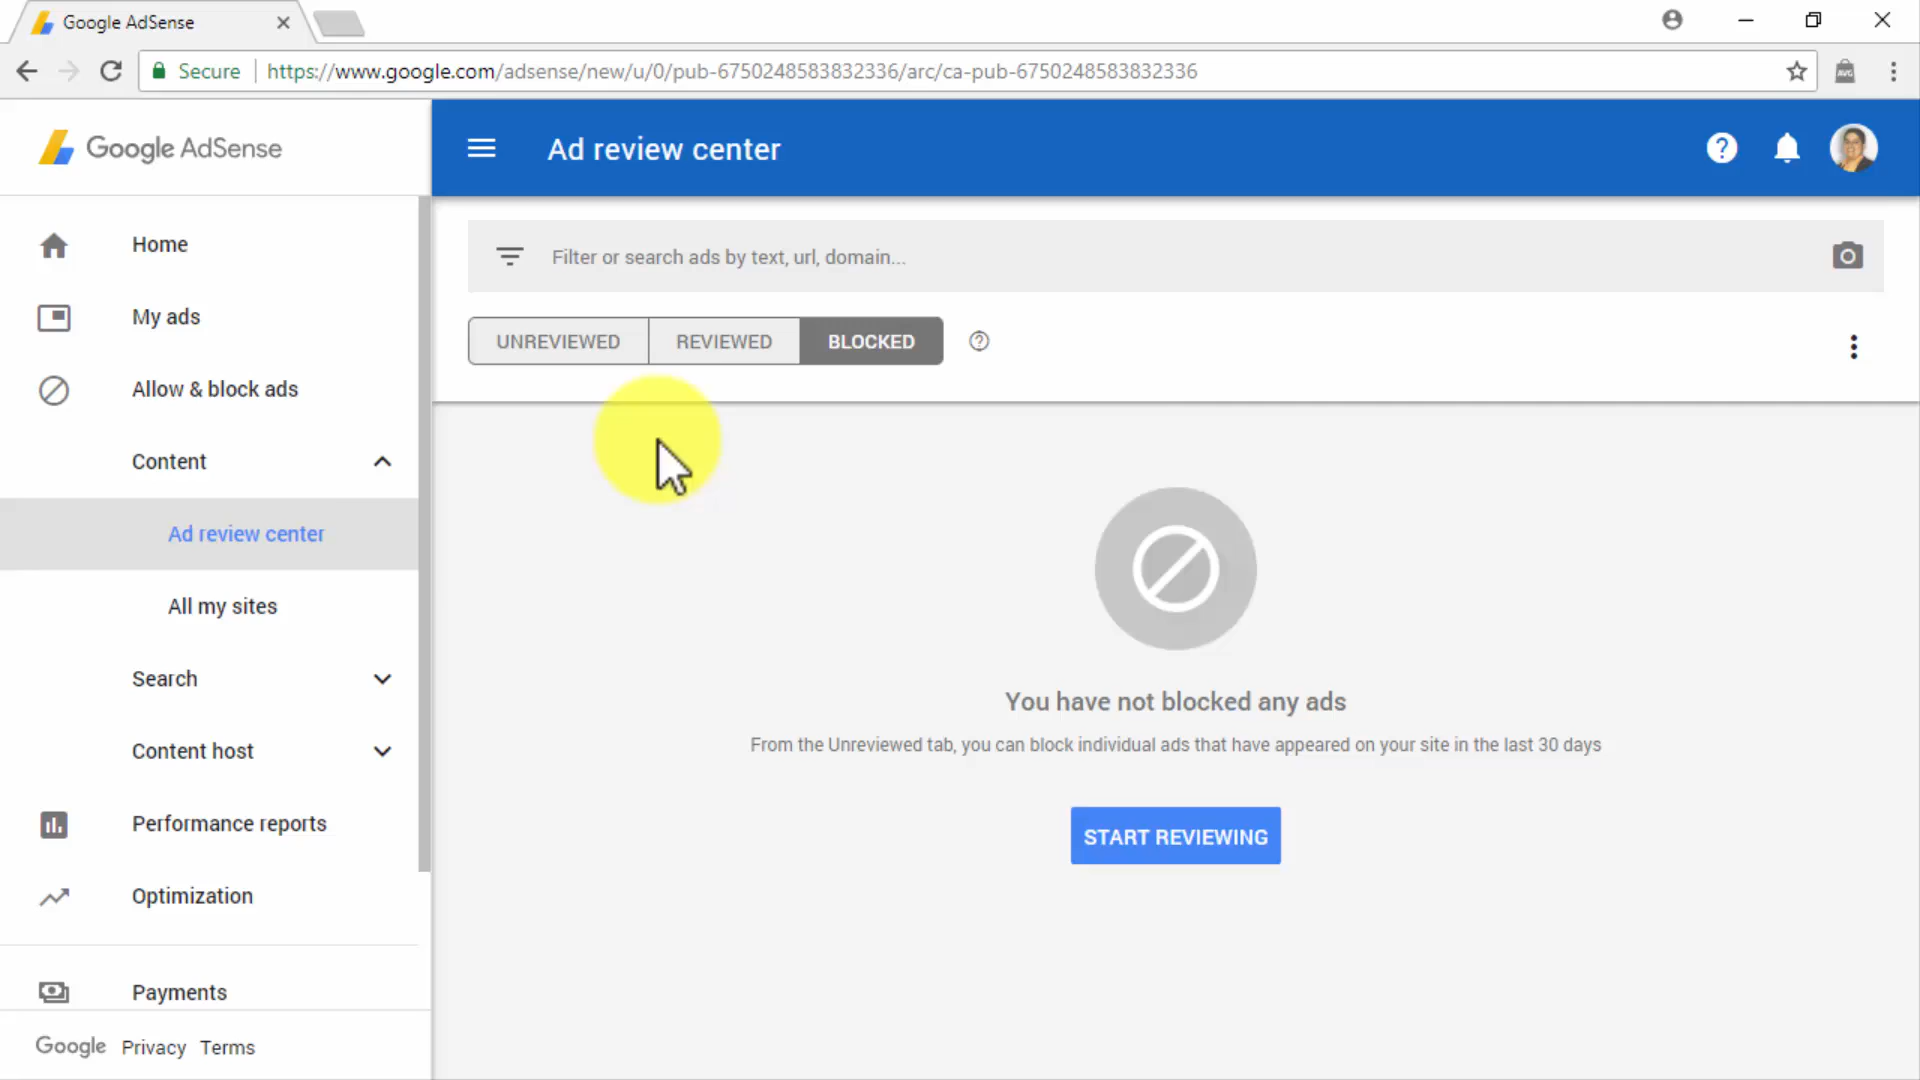 Google AdSense
Secure https://www.google.com/adsense/new/u/0/pub-6750248583832336/arc/ca-pub-6750248583832336
Google AdSense
Ad review center
Home
My ads
Allow & block ads
Content
Ad review center
All my sites
Search
Content host
Performance reports
Optimization
Payments
Google Privacy Terms
Filter or search ads by text, url, domain...
UNREVIEWED REVIEWED BLOCKED
You have not blocked any ads
From the Unreviewed tab, you can block individual ads that have appeared on your site in the last 30 days
START REVIEWING